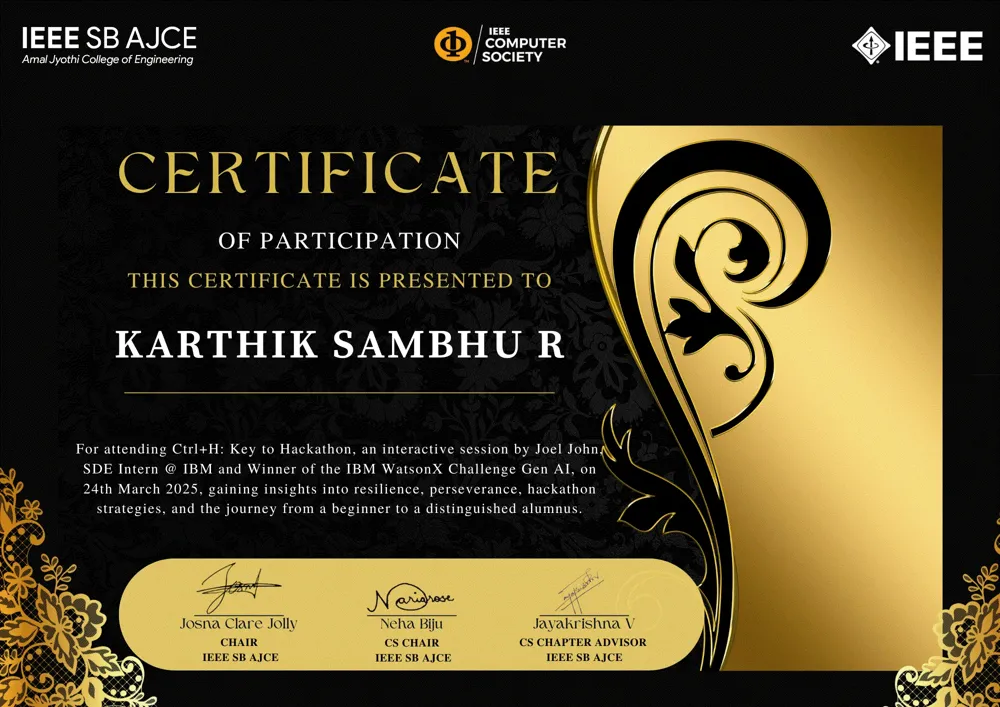 IEEE SB AJCE
Amal Jyothi College of Engineering
IEEE
COMPUTER
SOCIETY
IEEE
CERTIFICATE
OF PARTICIPATION
THIS CERTIFICATE IS PRESENTED TO
KARTHIK SAMBHU R
For attending Ctrl+H: Key to Hackathon, an interactive session by Joel John,
SDE Intern @ IBM and Winner of the IBM WatsonX Challenge Gen AI, on
24th March 2025, gaining insights into resilience, perseverance, hackathon
strategies, and the journey from a beginner to a distinguished alumnus.
Josna Clare Jolly
CHAIR
IEEE SB AJCE
Neha Biju
CS CHAIR
IEEE SB AJCE
Jayakrishna V
CS CHAPTER ADVISOR
IEEE SB AJCE